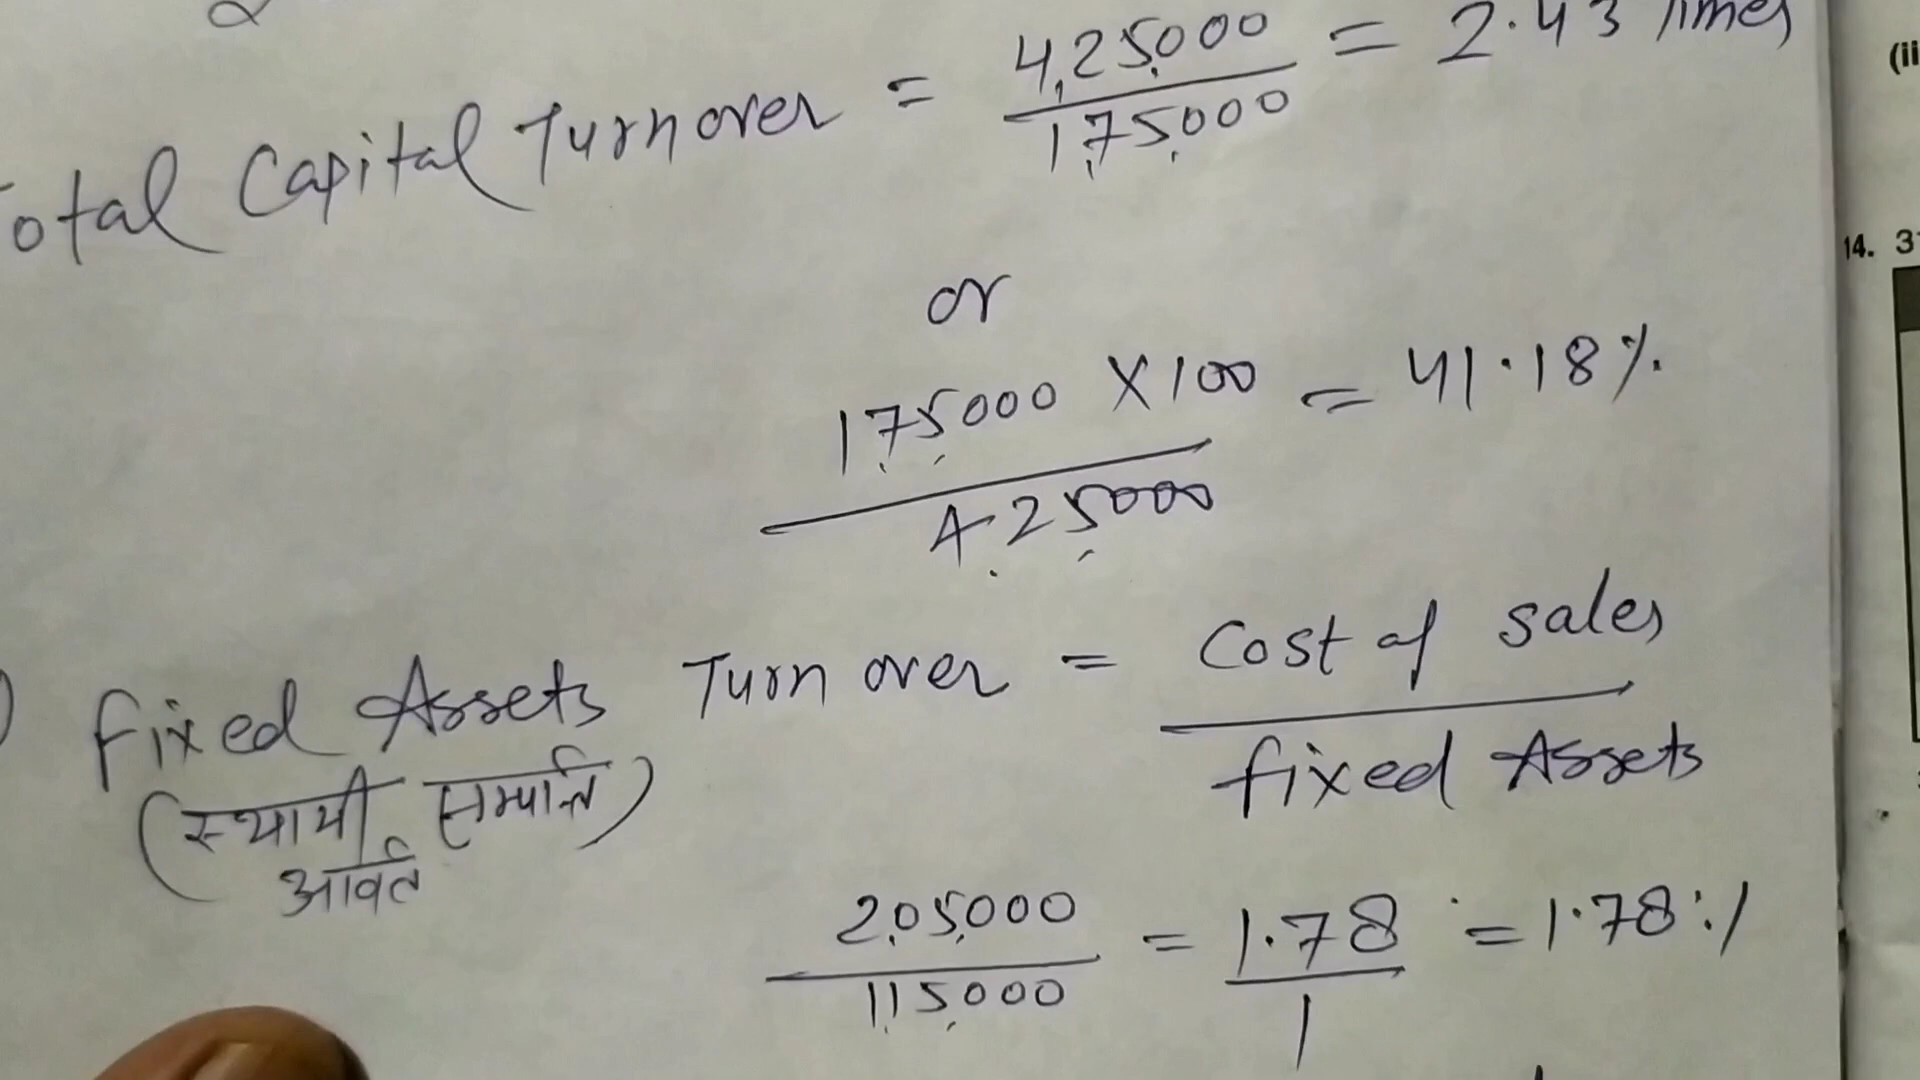 Total Capital Turnover = 4,25,000 / 1,75,000 = 2.43 times
or
1,75,000 X 100 / 4,25,000 = 41.18%
Fixed Assets Turn over = Cost of sales / fixed Assets
(स्थायी सम्पत्ति)
आवर्त
2,05,000 / 1,15,000 = 1.78 / 1 = 1.78:1
(ii
14. 3